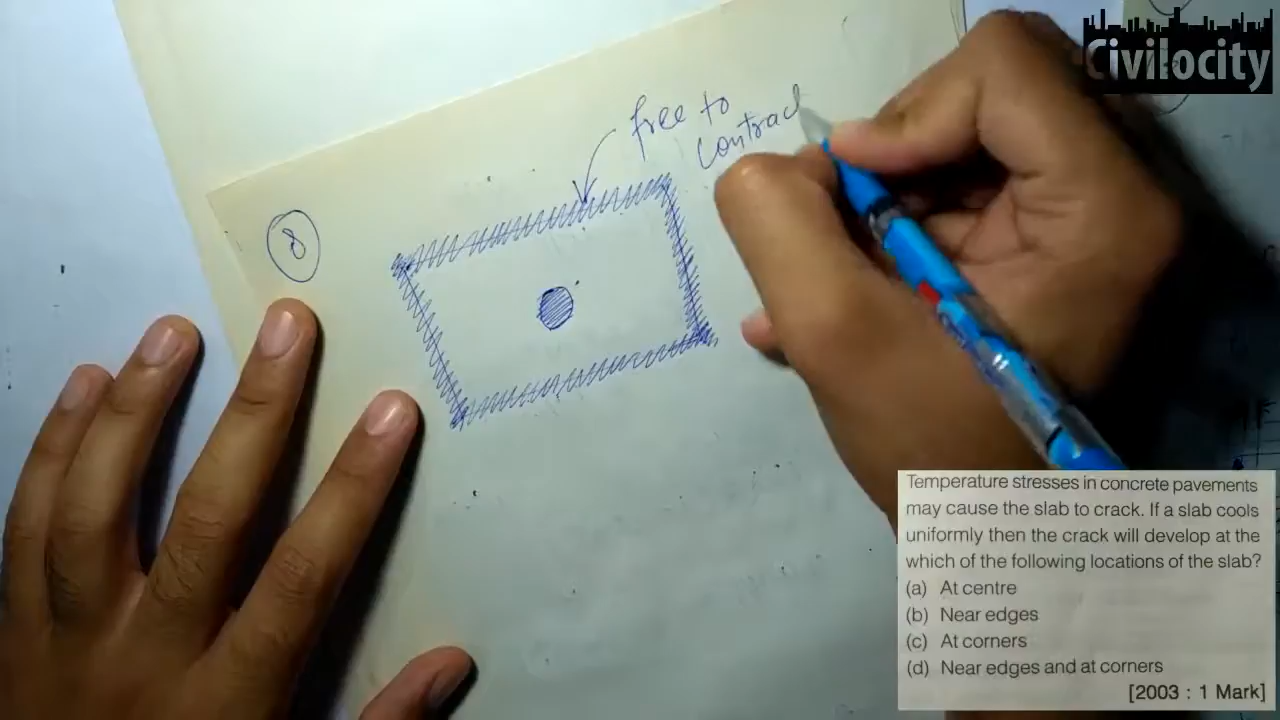 Civilocity
free to
contract
8
Temperature stresses in concrete pavements
may cause the slab to crack. If a slab cools
uniformly then the crack will develop at the
which of the following locations of the slab?
(a) At centre
(b) Near edges
(c) At corners
(d) Near edges and at corners
[2003 : 1 Mark]